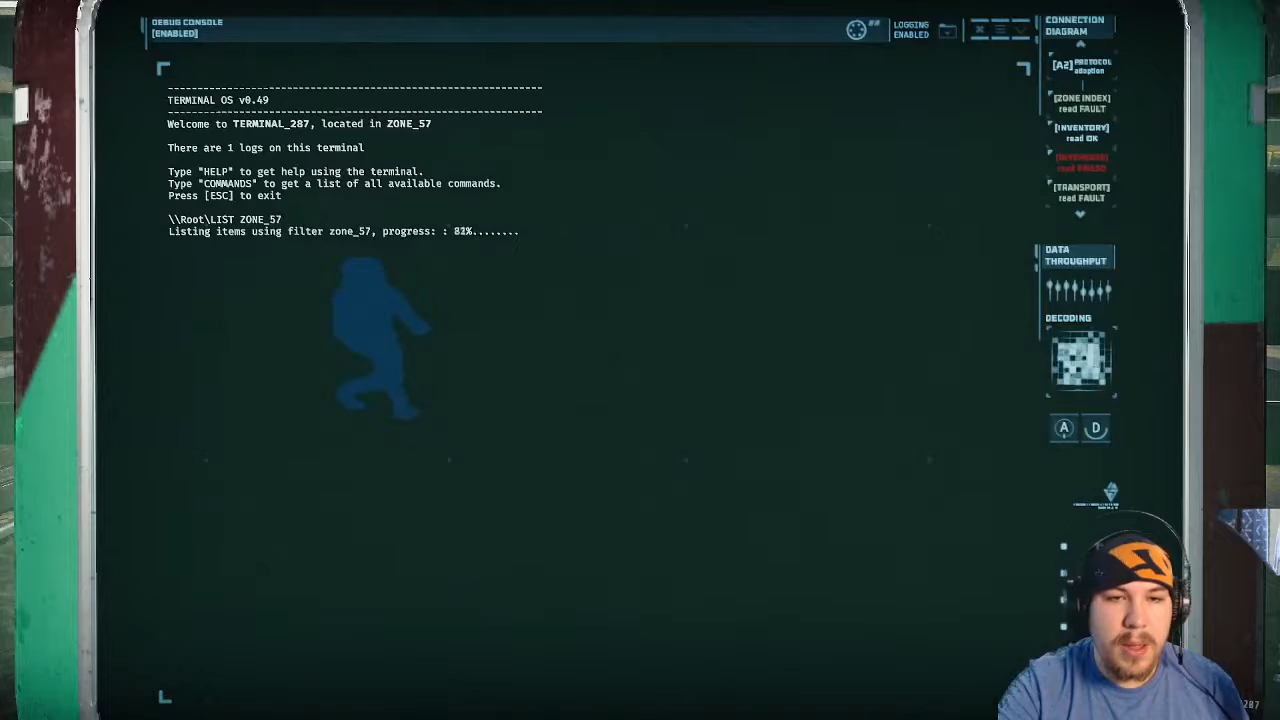 DEBUG CONSOLE
[ENABLED]
LOGGING
ENABLED
CONNECTION
DIAGRAM
[A2] PROTOCOL
adaption
[ZONE INDEX]
read FAULT
[INVENTORY]
read OK
read FAILED
[TRANSPORT]
read FAULT
DATA
THROUGHPUT
DECODING
A D
--------------------------------------------------------------
TERMINAL OS v0.49
--------------------------------------------------------------
Welcome to TERMINAL_287, located in ZONE_57
There are 1 logs on this terminal
Type "HELP" to get help using the terminal.
Type "COMMANDS" to get a list of all available commands.
Press [ESC] to exit
\\Root\LIST ZONE_57
Listing items using filter zone_57, progress: :
287